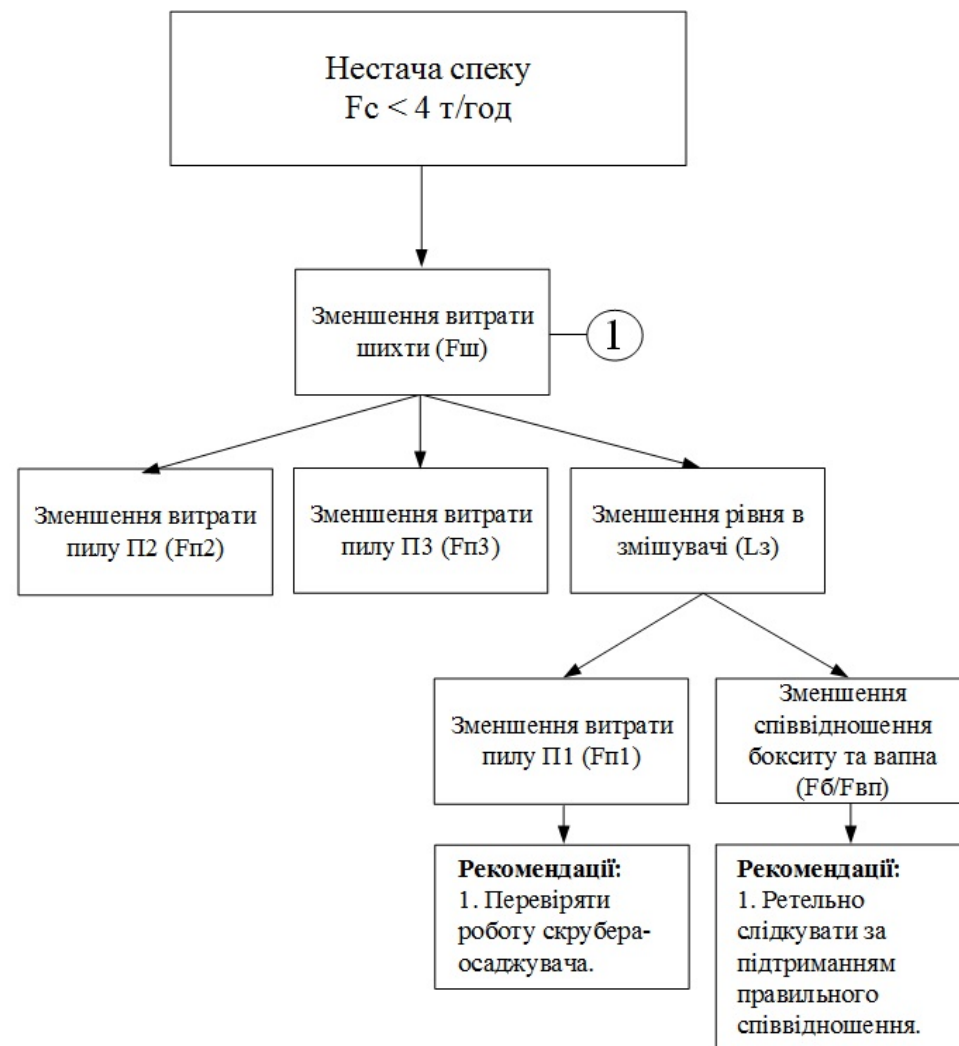 Нестача спеку
Fс < 4 т/год
Зменшення витрати
шихти (Fш)
1
Зменшення витрати
пилу П2 (Fп2)
Зменшення витрати
пилу П3 (Fп3)
Зменшення рівня в
змішувачі (Lз)
Зменшення витрати
пилу П1 (Fп1)
Зменшення
співвідношення
бокситу та вапна
(Fб/Fвп)
Рекомендації:
1. Перевіряти
роботу скрубера-
осаджувача.
Рекомендації:
1. Ретельно
слідкувати за
підтриманням
правильного
співвідношення.